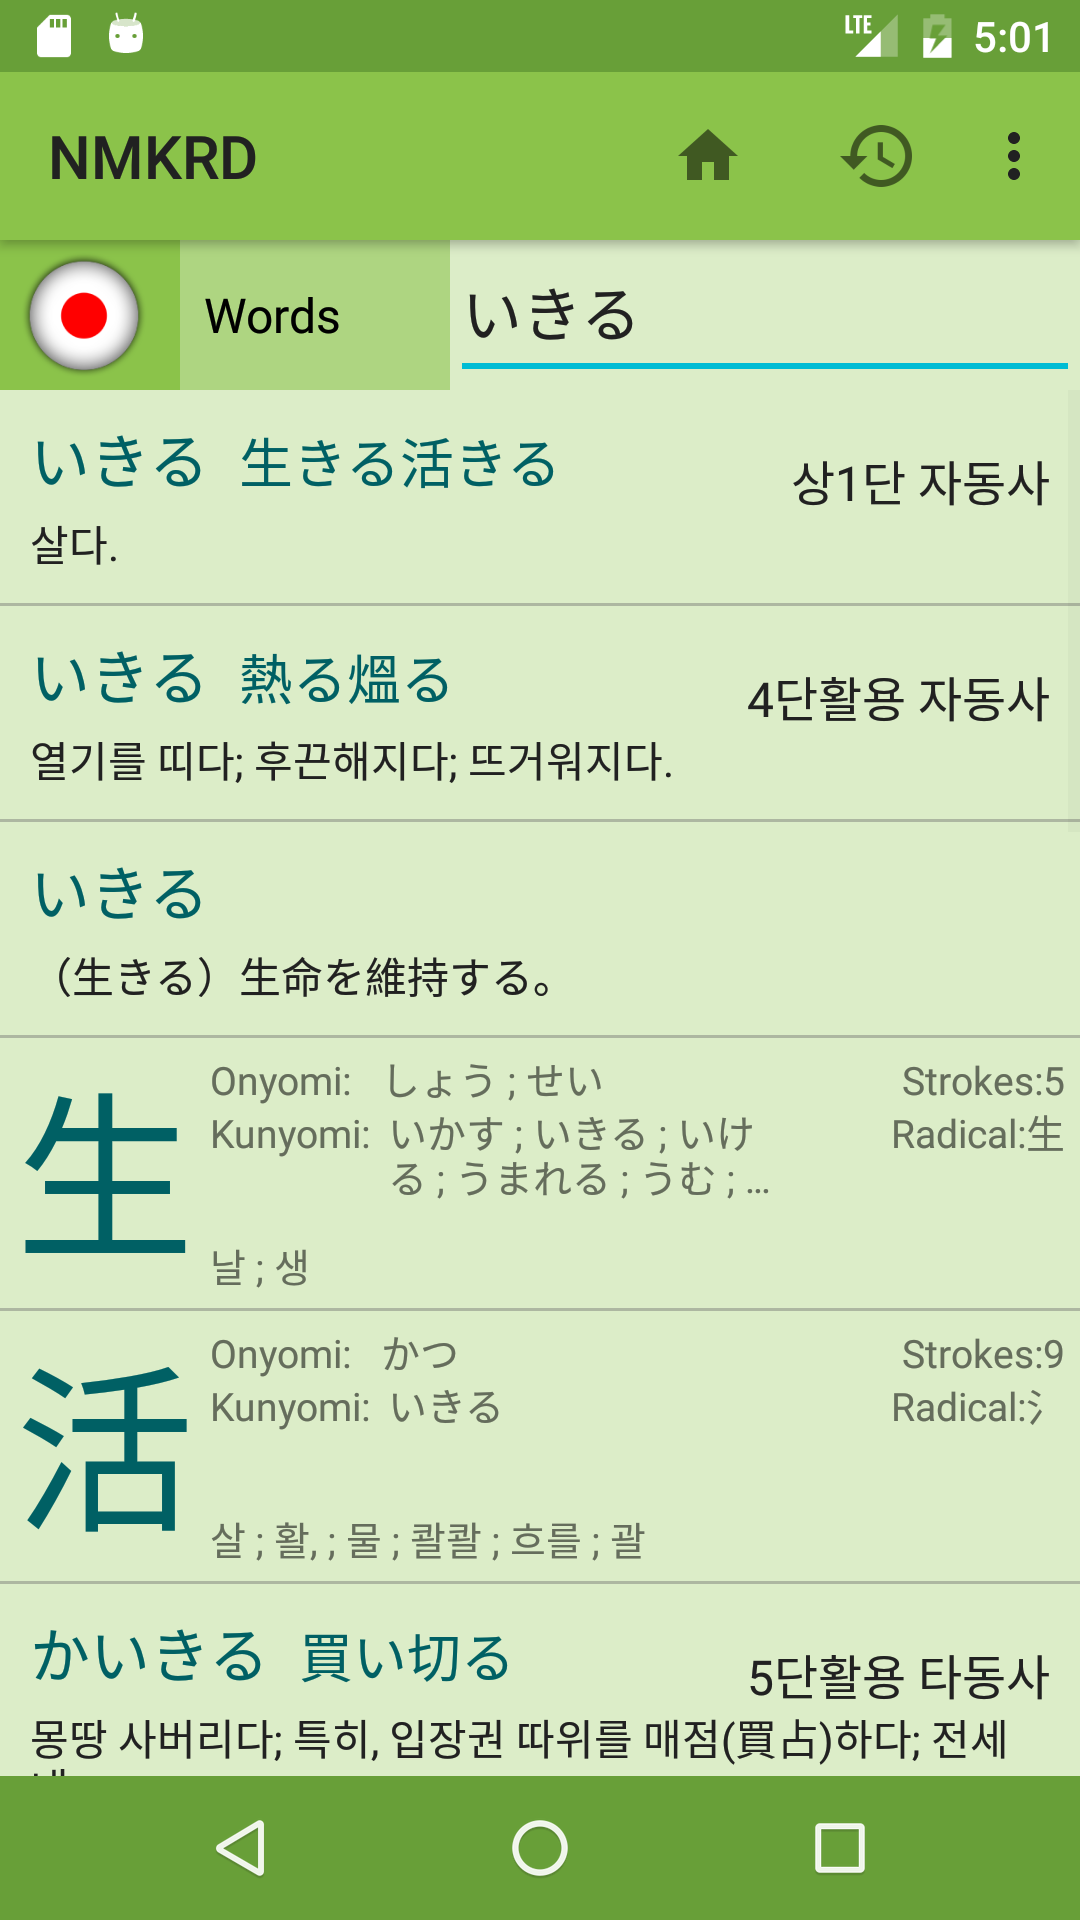 LTE 5:01
NMKRD
Words いきる
いきる 生きる活きる 상1단 자동사
살다.
いきる 熱る熅る 4단활용 자동사
열기를 띠다; 후끈해지다; 뜨거워지다.
いきる
（生きる）生命を維持する。
生
Onyomi: しょう ; せい Strokes:5
Kunyomi: いかす ; いきる ; いけ Radical:生
る ; うまれる ; うむ ; …
날 ; 생
活
Onyomi: かつ Strokes:9
Kunyomi: いきる Radical:氵
살 ; 활, ; 물 ; 콸콸 ; 흐를 ; 괄
かいきる 買い切る 5단활용 타동사
몽땅 사버리다; 특히, 입장권 따위를 매점(買占)하다; 전세